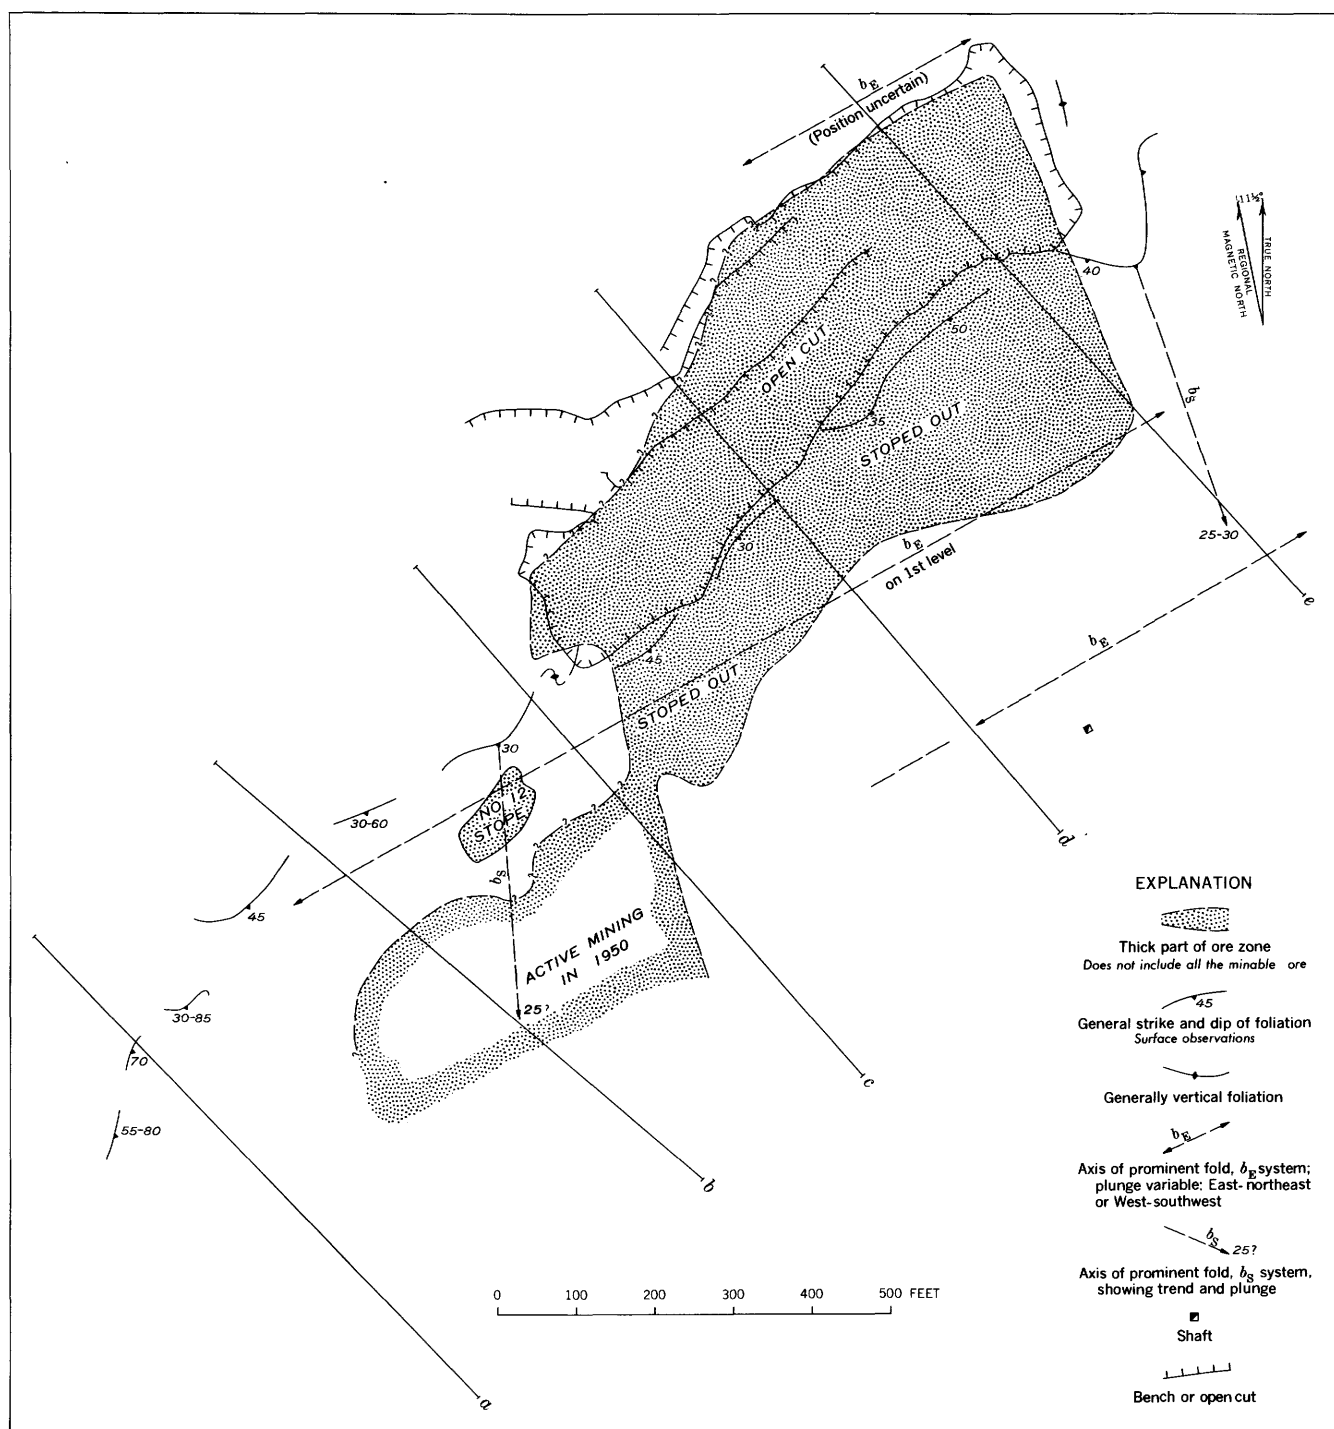 b_E
(Position uncertain)
11½°
TRUE NORTH
REGIONAL
MAGNETIC NORTH
40
OPEN CUT
50
35
STOPED OUT
b_S
25-30
b_E
on 1st level
30
e
b_E
45
STOPED OUT
30
NO. 12
STOPE
30-60
d
b_S
45
ACTIVE MINING
IN 1950
25?
30-85
70
c
55-80
b
a
0 100 200 300 400 500 FEET
EXPLANATION
Thick part of ore zone
Does not include all the minable ore
45
General strike and dip of foliation
Surface observations
Generally vertical foliation
b_E
Axis of prominent fold, b_E system;
plunge variable: East-northeast
or West-southwest
b_S 25?
Axis of prominent fold, b_S system,
showing trend and plunge
Shaft
Bench or open cut